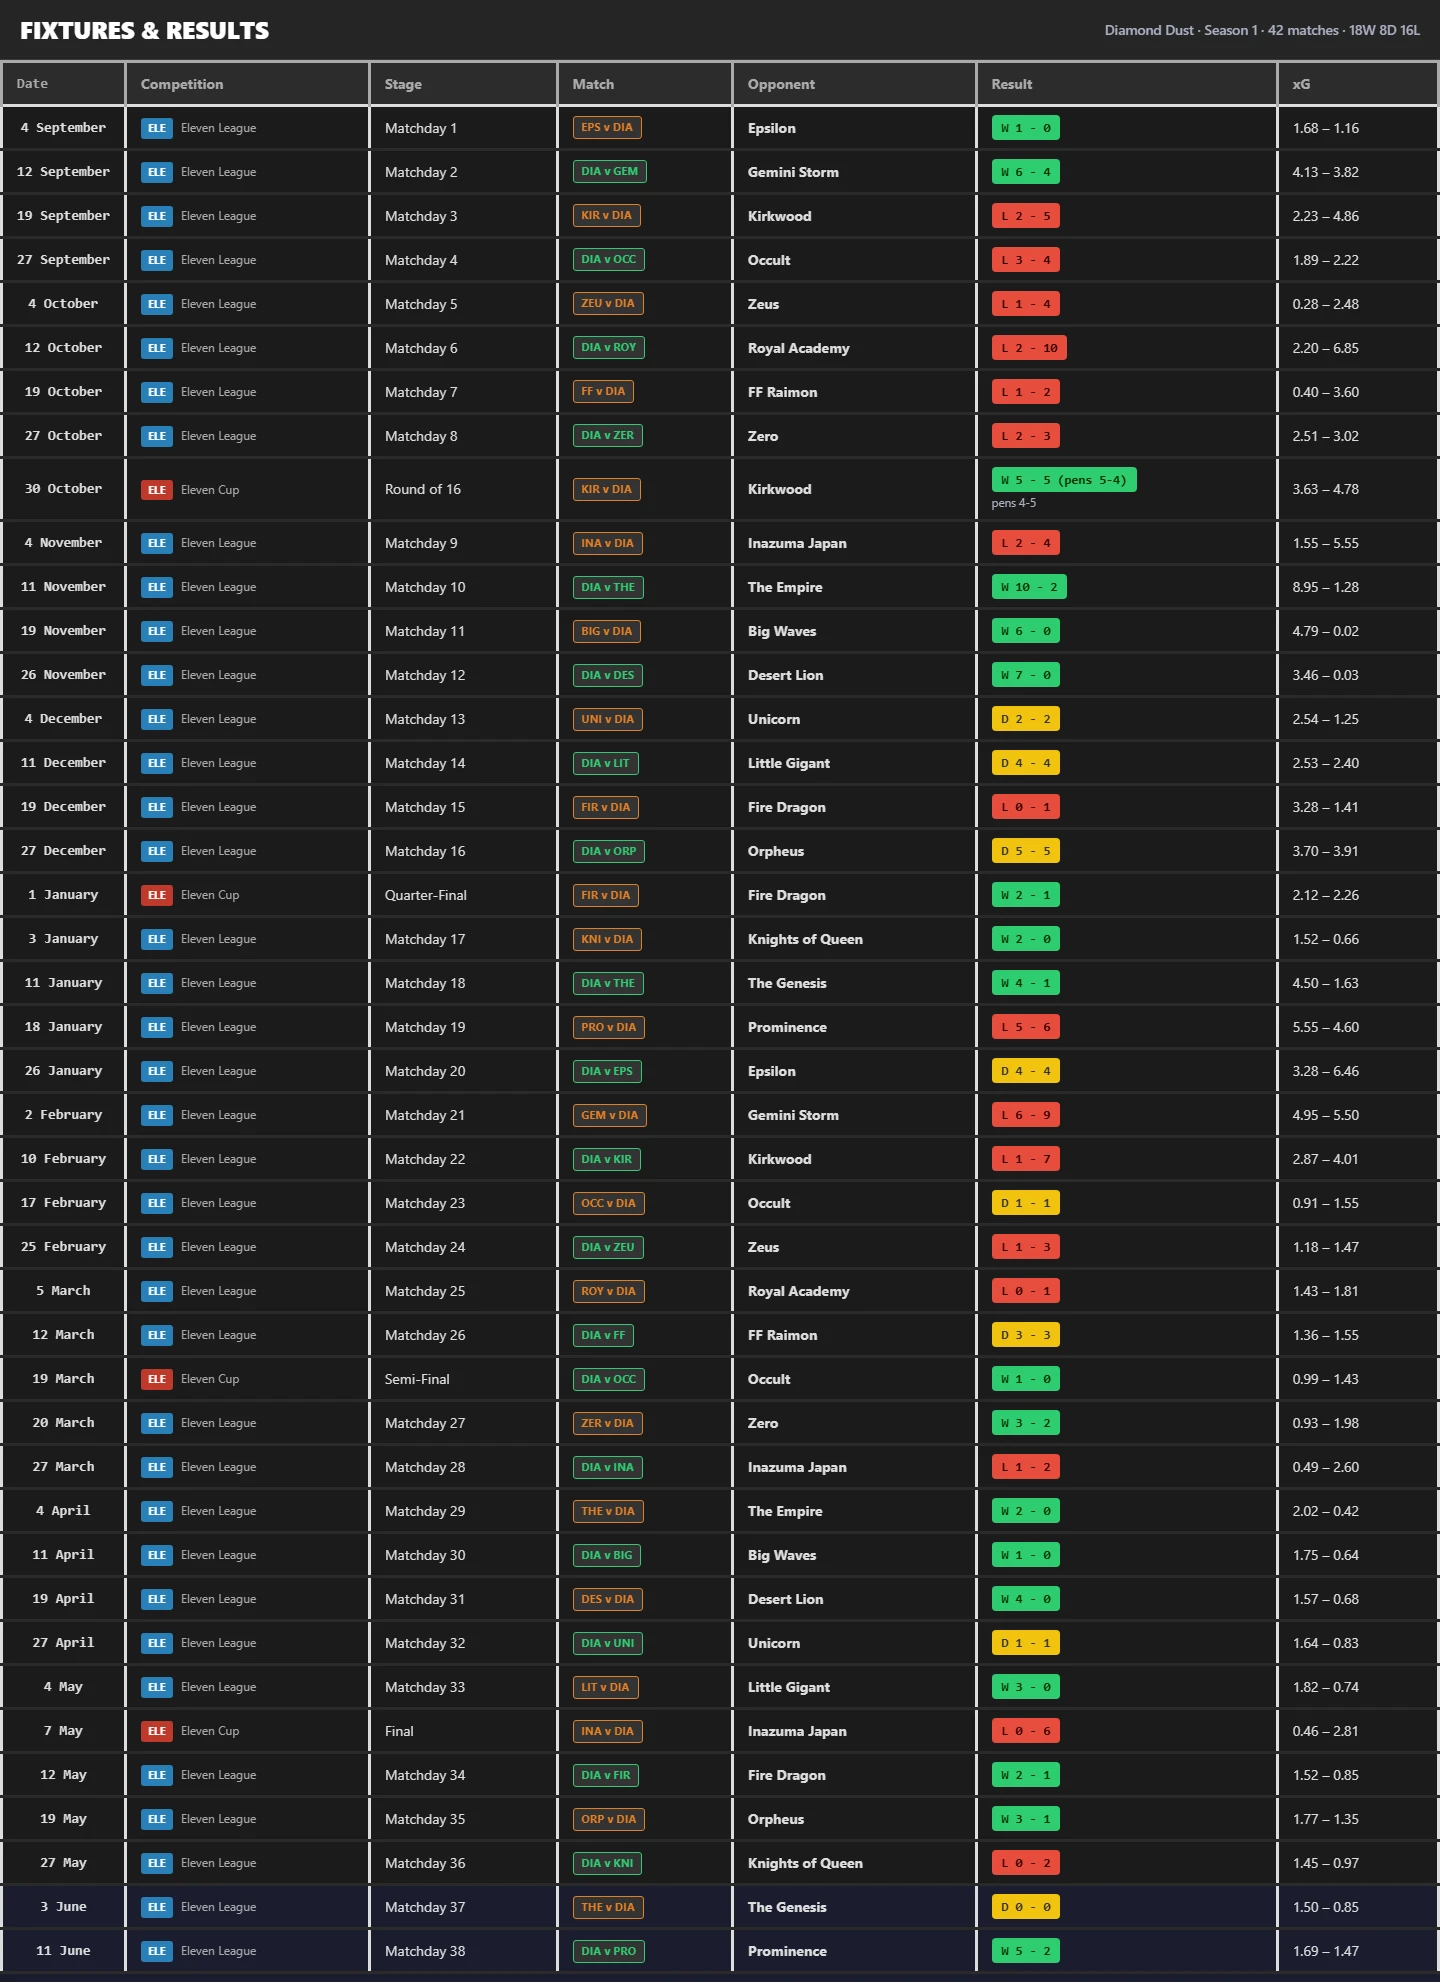 FIXTURES & RESULTS Diamond Dust · Season 1 · 42 matches · 18W 8D 16L
Date Competition Stage Match Opponent Result xG
4 September ELE Eleven League Matchday 1 EPS v DIA Epsilon W 1 - 0 1.68 – 1.16
12 September ELE Eleven League Matchday 2 DIA v GEM Gemini Storm W 6 - 4 4.13 – 3.82
19 September ELE Eleven League Matchday 3 KIR v DIA Kirkwood L 2 - 5 2.23 – 4.86
27 September ELE Eleven League Matchday 4 DIA v OCC Occult L 3 - 4 1.89 – 2.22
4 October ELE Eleven League Matchday 5 ZEU v DIA Zeus L 1 - 4 0.28 – 2.48
12 October ELE Eleven League Matchday 6 DIA v ROY Royal Academy L 2 - 10 2.20 – 6.85
19 October ELE Eleven League Matchday 7 FF v DIA FF Raimon L 1 - 2 0.40 – 3.60
27 October ELE Eleven League Matchday 8 DIA v ZER Zero L 2 - 3 2.51 – 3.02
30 October ELE Eleven Cup Round of 16 KIR v DIA Kirkwood W 5 - 5 (pens 5-4) 3.63 – 4.78
pens 4-5
4 November ELE Eleven League Matchday 9 INA v DIA Inazuma Japan L 2 - 4 1.55 – 5.55
11 November ELE Eleven League Matchday 10 DIA v THE The Empire W 10 - 2 8.95 – 1.28
19 November ELE Eleven League Matchday 11 BIG v DIA Big Waves W 6 - 0 4.79 – 0.02
26 November ELE Eleven League Matchday 12 DIA v DES Desert Lion W 7 - 0 3.46 – 0.03
4 December ELE Eleven League Matchday 13 UNI v DIA Unicorn D 2 - 2 2.54 – 1.25
11 December ELE Eleven League Matchday 14 DIA v LIT Little Gigant D 4 - 4 2.53 – 2.40
19 December ELE Eleven League Matchday 15 FIR v DIA Fire Dragon L 0 - 1 3.28 – 1.41
27 December ELE Eleven League Matchday 16 DIA v ORP Orpheus D 5 - 5 3.70 – 3.91
1 January ELE Eleven Cup Quarter-Final FIR v DIA Fire Dragon W 2 - 1 2.12 – 2.26
3 January ELE Eleven League Matchday 17 KNI v DIA Knights of Queen W 2 - 0 1.52 – 0.66
11 January ELE Eleven League Matchday 18 DIA v THE The Genesis W 4 - 1 4.50 – 1.63
18 January ELE Eleven League Matchday 19 PRO v DIA Prominence L 5 - 6 5.55 – 4.60
26 January ELE Eleven League Matchday 20 DIA v EPS Epsilon D 4 - 4 3.28 – 6.46
2 February ELE Eleven League Matchday 21 GEM v DIA Gemini Storm L 6 - 9 4.95 – 5.50
10 February ELE Eleven League Matchday 22 DIA v KIR Kirkwood L 1 - 7 2.87 – 4.01
17 February ELE Eleven League Matchday 23 OCC v DIA Occult D 1 - 1 0.91 – 1.55
25 February ELE Eleven League Matchday 24 DIA v ZEU Zeus L 1 - 3 1.18 – 1.47
5 March ELE Eleven League Matchday 25 ROY v DIA Royal Academy L 0 - 1 1.43 – 1.81
12 March ELE Eleven League Matchday 26 DIA v FF FF Raimon D 3 - 3 1.36 – 1.55
19 March ELE Eleven Cup Semi-Final DIA v OCC Occult W 1 - 0 0.99 – 1.43
20 March ELE Eleven League Matchday 27 ZER v DIA Zero W 3 - 2 0.93 – 1.98
27 March ELE Eleven League Matchday 28 DIA v INA Inazuma Japan L 1 - 2 0.49 – 2.60
4 April ELE Eleven League Matchday 29 THE v DIA The Empire W 2 - 0 2.02 – 0.42
11 April ELE Eleven League Matchday 30 DIA v BIG Big Waves W 1 - 0 1.75 – 0.64
19 April ELE Eleven League Matchday 31 DES v DIA Desert Lion W 4 - 0 1.57 – 0.68
27 April ELE Eleven League Matchday 32 DIA v UNI Unicorn D 1 - 1 1.64 – 0.83
4 May ELE Eleven League Matchday 33 LIT v DIA Little Gigant W 3 - 0 1.82 – 0.74
7 May ELE Eleven Cup Final INA v DIA Inazuma Japan L 0 - 6 0.46 – 2.81
12 May ELE Eleven League Matchday 34 DIA v FIR Fire Dragon W 2 - 1 1.52 – 0.85
19 May ELE Eleven League Matchday 35 ORP v DIA Orpheus W 3 - 1 1.77 – 1.35
27 May ELE Eleven League Matchday 36 DIA v KNI Knights of Queen L 0 - 2 1.45 – 0.97
3 June ELE Eleven League Matchday 37 THE v DIA The Genesis D 0 - 0 1.50 – 0.85
11 June ELE Eleven League Matchday 38 DIA v PRO Prominence W 5 - 2 1.69 – 1.47